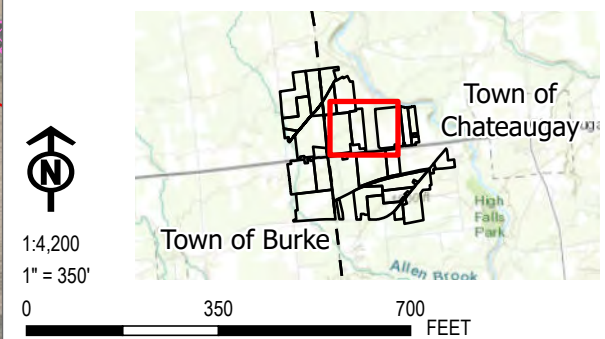 Town of
Chateaugay
N
1:4,200
1" = 350'
High
Falls
Park
Town of Burke
Allen Brook
0 350 700
FEET